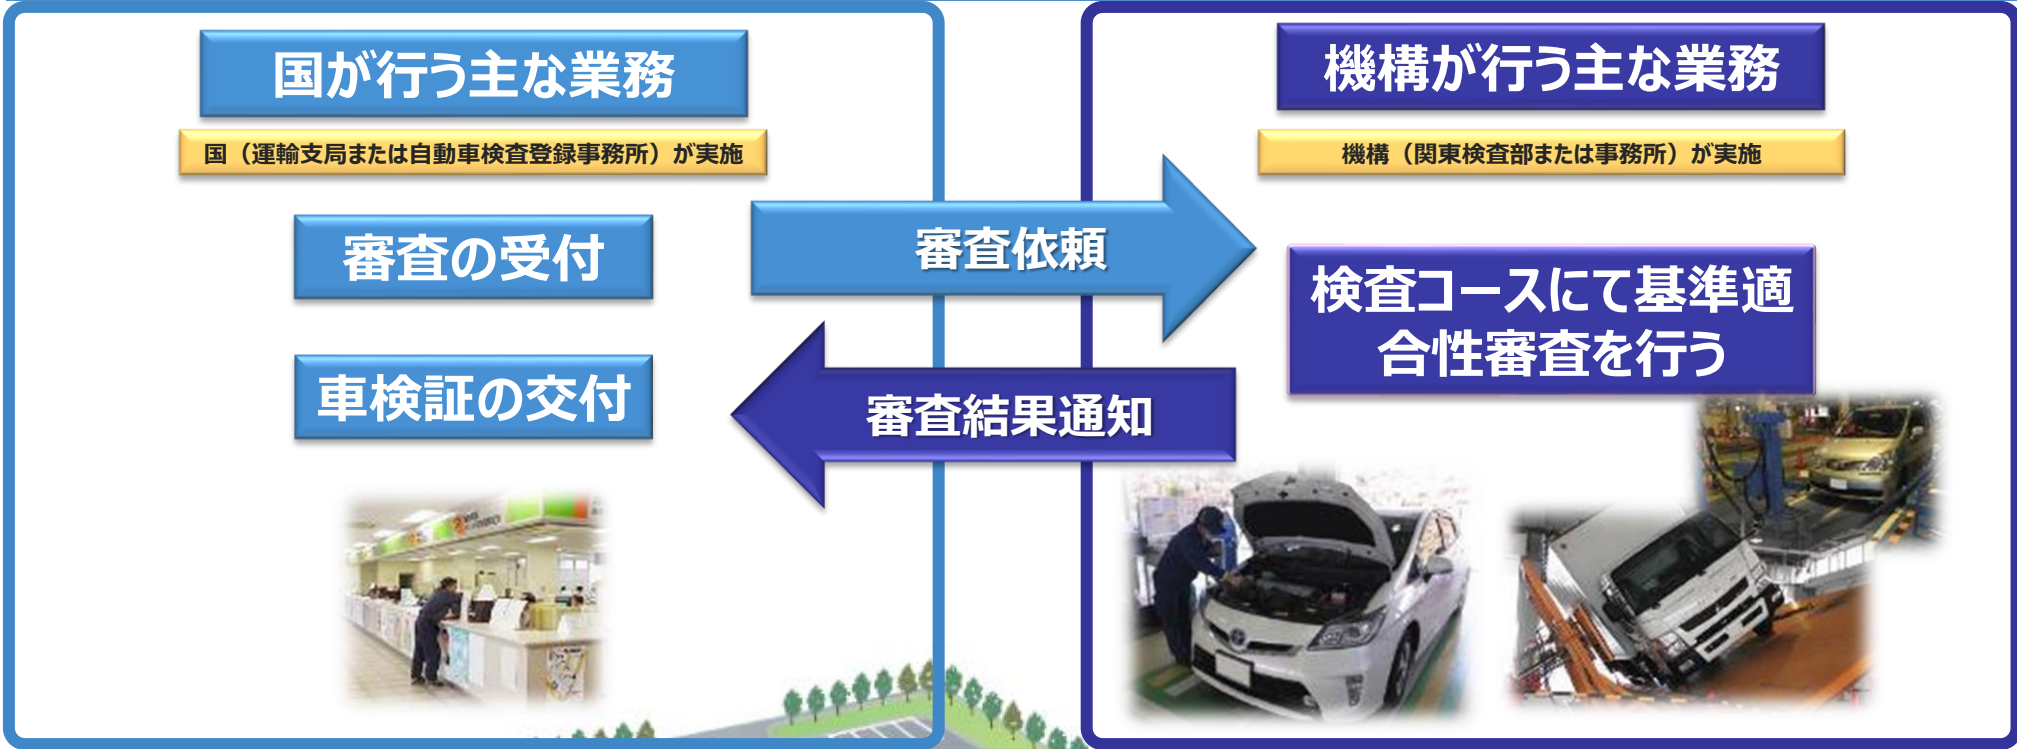 国が行う主な業務
国（運輸支局または自動車検査登録事務所）が実施
審査の受付
車検証の交付
審査依頼
審査結果通知
機構が行う主な業務
機構（関東検査部または事務所）が実施
検査コースにて基準適
合性審査を行う